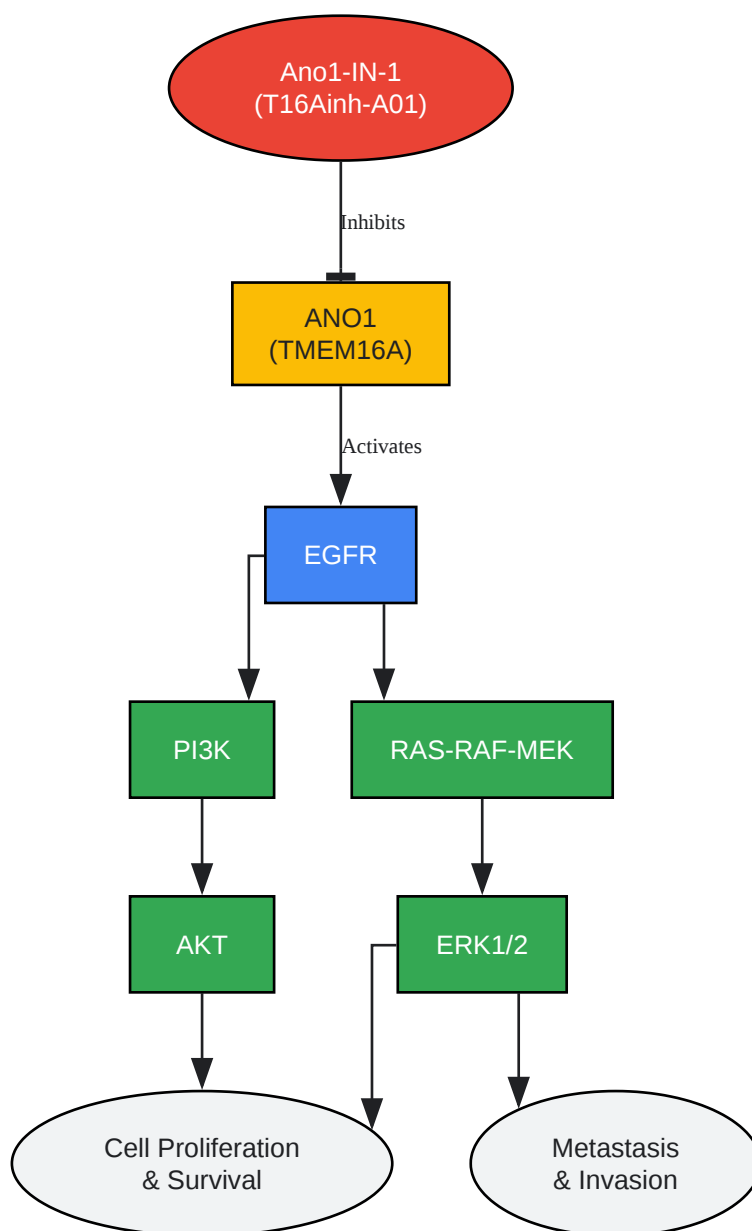 Ano1-IN-1
(T16Ainh-A01)
Inhibits
ANO1
(TMEM16A)
Activates
EGFR
PI3K
RAS-RAF-MEK
AKT
ERK1/2
Cell Proliferation
& Survival
Metastasis
& Invasion